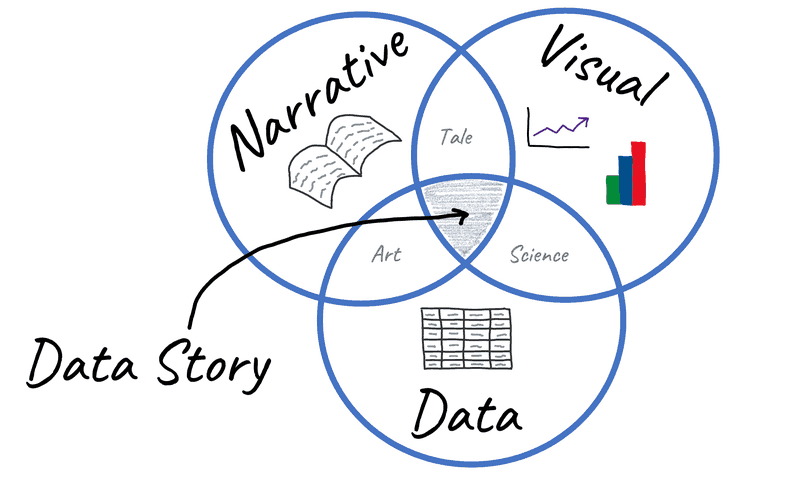 Narrative
Visual
Tale
Art
Science
Data Story
Data